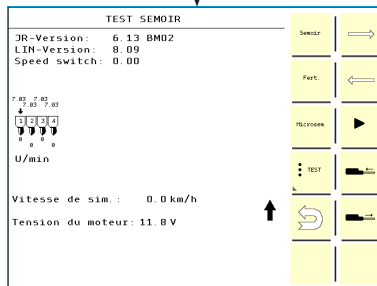 TEST SEMOIR
JR-Version: 6.13 BM02
LIN-Version: 8.09
Speed switch: 0.00
7.03 7.03
7.03 7.03
1 2 3 4
0 0
0 0
U/min
Vitesse de sim.: 0.0 km/h
Tension du moteur: 11.8 V
Semoir
Fert.
Microsem
TEST